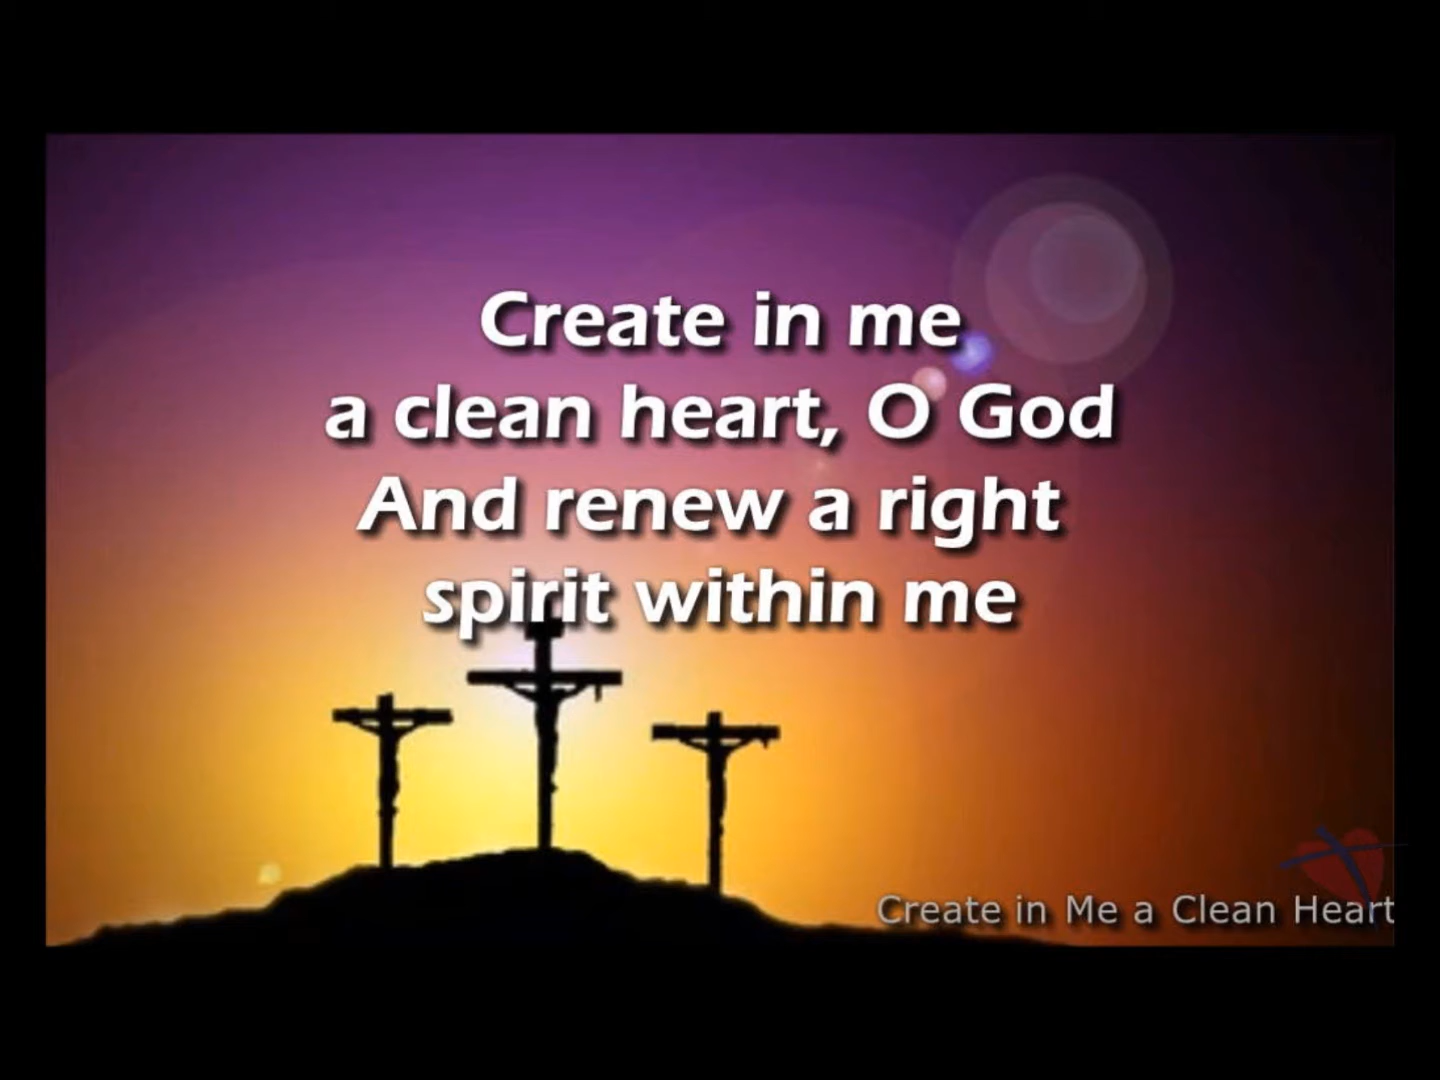 Create in me
a clean heart, O God
And renew a right
spirit within me
Create in Me a Clean Heart